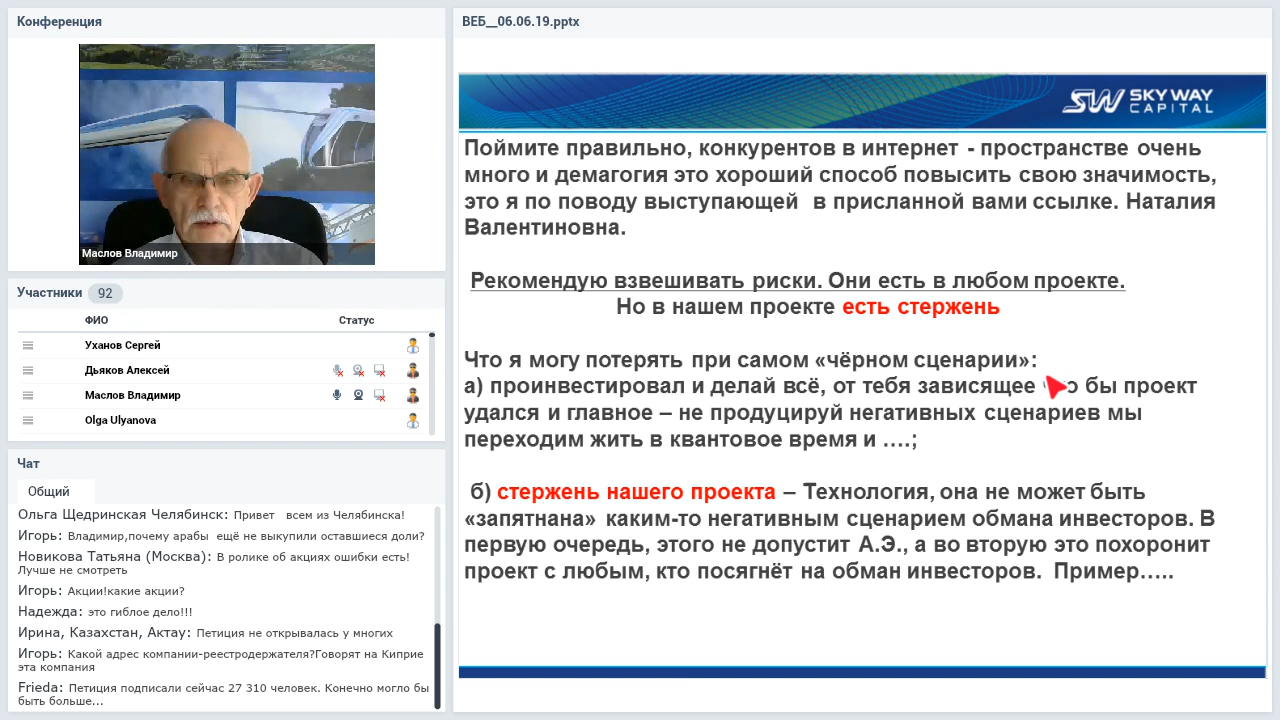 Конференция
Маслов Владимир
Участники 92
ФИО Статус
Уханов Сергей
Дьяков Алексей
Маслов Владимир
Olga Ulyanova
Чат
Общий
Ольга Щедринская Челябинск: Привет всем из Челябинска!
Игорь: Владимир,почему арабы ещё не выкупили оставшиеся доли?
Новикова Татьяна (Москва): В ролике об акциях ошибки есть!
Лучше не смотреть
Игорь: Акции!какие акции?
Надежда: это гиблое дело!!!
Ирина, Казахстан, Актау: Петиция не открывалась у многих
Игорь: Какой адрес компании-реестродержателя?Говорят на Киприе
эта компания
Frieda: Петиция подписали сейчас 27 310 человек. Конечно могло бы
быть больше...
ВЕБ__06.06.19.pptx
SW SKY WAY
CAPITAL
Поймите правильно, конкурентов в интернет - пространстве очень
много и демагогия это хороший способ повысить свою значимость,
это я по поводу выступающей в присланной вами ссылке. Наталия
Валентиновна.
Рекомендую взвешивать риски. Они есть в любом проекте.
Но в нашем проекте есть стержень
Что я могу потерять при самом «чёрном сценарии»:
а) проинвестировал и делай всё, от тебя зависящее бы проект
удался и главное – не продуцируй негативных сценариев мы
переходим жить в квантовое время и ….;
б) стержень нашего проекта – Технология, она не может быть
«запятнана» каким-то негативным сценарием обмана инвесторов. В
первую очередь, этого не допустит А.Э., а во вторую это похоронит
проект с любым, кто посягнёт на обман инвесторов. Пример…..